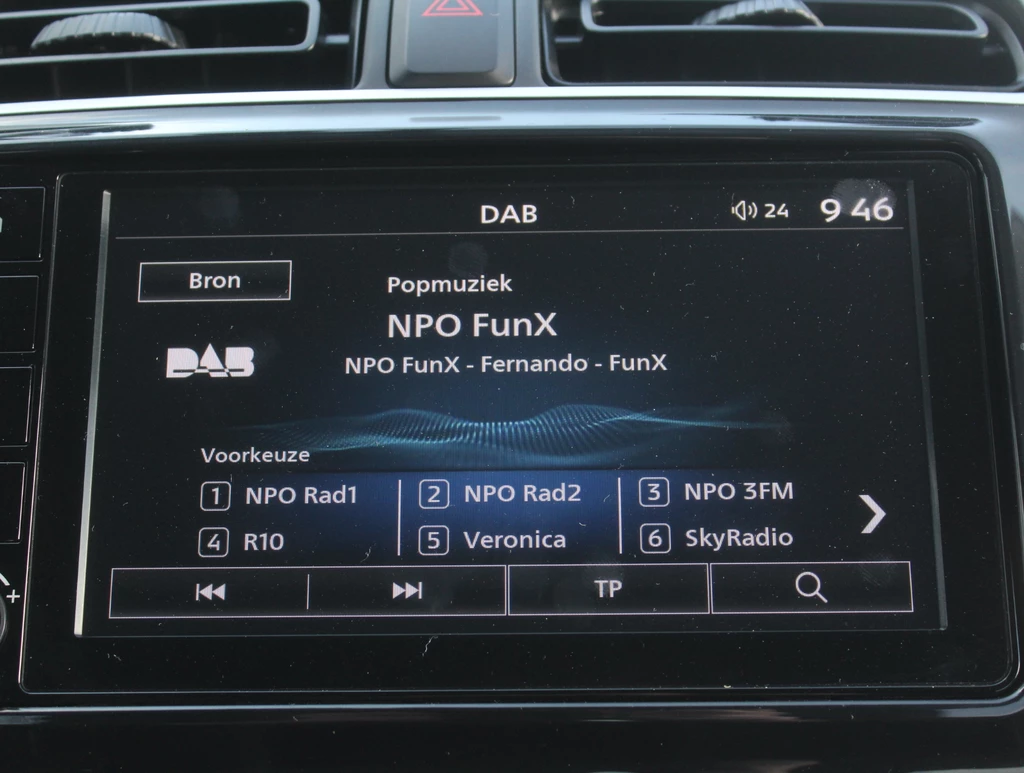 DAB
24
9 46
Bron
Popmuziek
NPO FunX
DAB
NPO FunX - Fernando - FunX
Voorkeuze
1 NPO Rad1
2 NPO Rad2
3 NPO 3FM
4 R10
5 Veronica
6 SkyRadio
TP
+